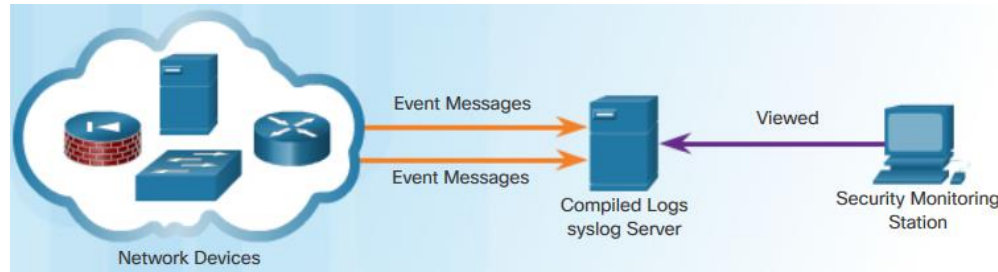 Event Messages
Event Messages
Network Devices
Compiled Logs
syslog Server
Viewed
Security Monitoring
Station